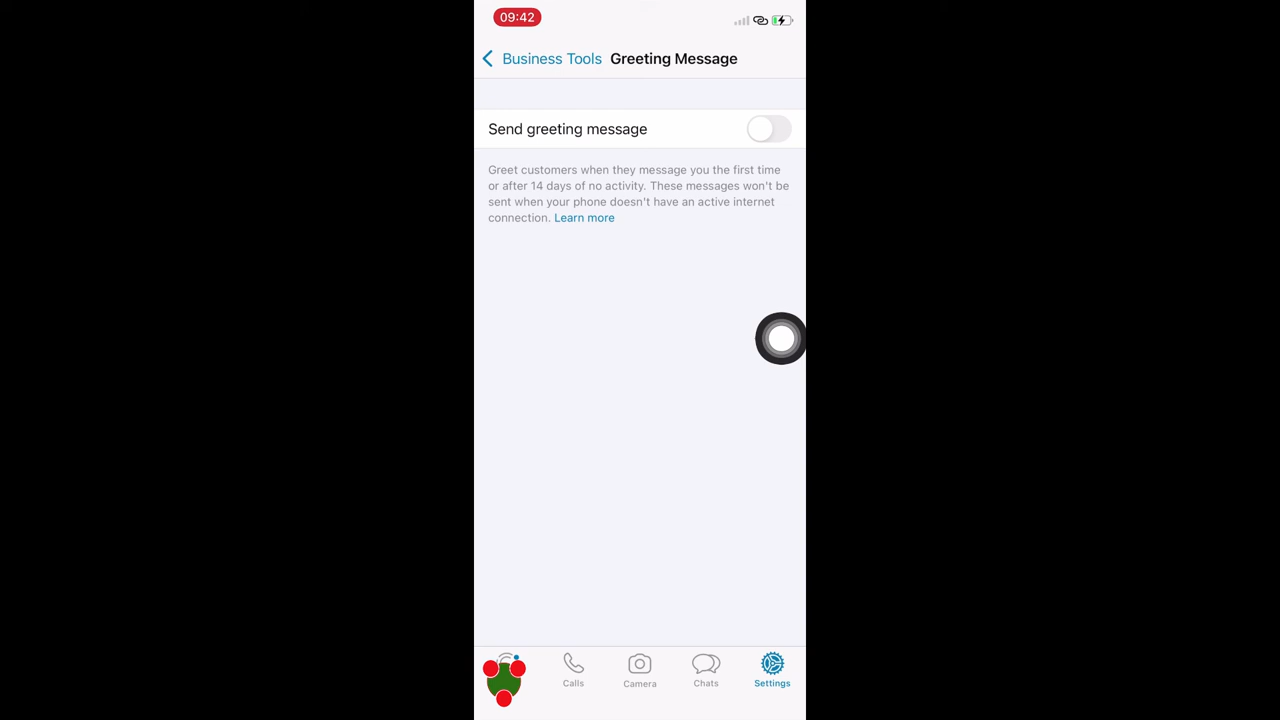 09:42
Business Tools Greeting Message
Send greeting message
Greet customers when they message you the first time
or after 14 days of no activity. These messages won't be
sent when your phone doesn't have an active internet
connection. Learn more
Calls
Camera
Chats
Settings